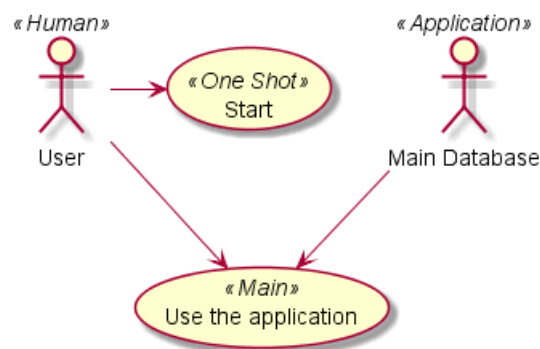 «Human»
User
«One Shot»
Start
«Application»
Main Database
«Main»
Use the application